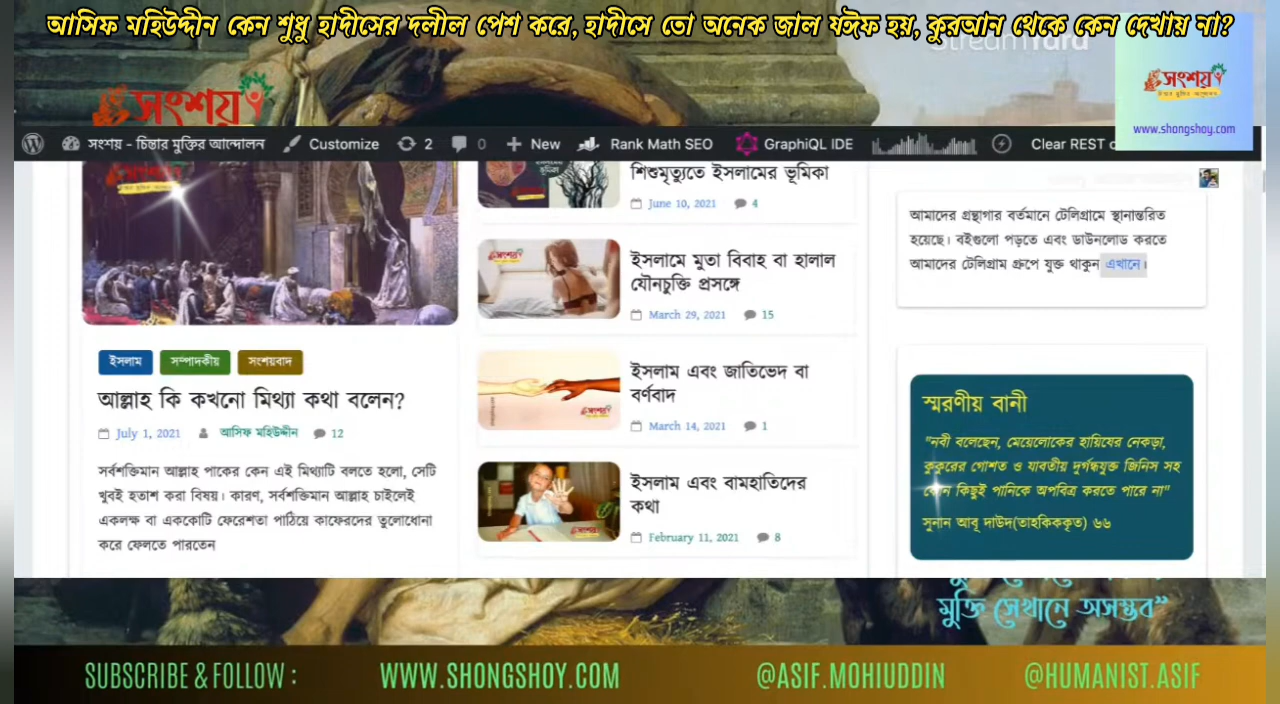 আসিফ মহিউদ্দীন কেন শুধু হাদীসের দলীল পেশ করে, হাদীসে তো অনেক জাল যঈফ হয়, কুরআন থেকে কেন দেখায় না?
StreamYard
সংশয়
সংশয়
www.shongshoy.com
সংশয় - চিন্তার মুক্তির আন্দোলন
Customize
2
0
New
Rank Math SEO
GraphiQL IDE
Clear REST
ইসলাম
সম্পাদকীয়
সংশয়বাদ
আল্লাহ কি কখনো মিথ্যা কথা বলেন?
July 1, 2021
আসিফ মহিউদ্দীন
12
সর্বশক্তিমান আল্লাহ পাকের কেন এই মিথ্যাটি বলতে হলো, সেটি
খুবই হতাশ করা বিষয়। কারণ, সর্বশক্তিমান আল্লাহ চাইলেই
একলক্ষ বা এককোটি ফেরেশতা পাঠিয়ে কাফেরদের তুলোধোনা
করে ফেলতে পারতেন
শিশুমৃত্যুতে ইসলামের ভূমিকা
June 10, 2021
4
ইসলামে মুতা বিবাহ বা হালাল
যৌনচুক্তি প্রসঙ্গে
March 29, 2021
15
ইসলাম এবং জাতিভেদ বা
বর্ণবাদ
March 14, 2021
1
ইসলাম এবং বামহাতিদের
কথা
February 11, 2021
8
আমাদের গ্রন্থাগার বর্তমানে টেলিগ্রামে স্থানান্তরিত
হয়েছে। বইগুলো পড়তে এবং ডাউনলোড করতে
আমাদের টেলিগ্রাম গ্রুপে যুক্ত থাকুন এখানে।
স্মরণীয় বানী
"নবী বলেছেন, মেয়েলোকের হায়িযের নেকড়া,
কুকুরের গোশত ও যাবতীয় দুর্গন্ধযুক্ত জিনিস সহ
কোন কিছুই পানিকে অপবিত্র করতে পারে না"
সুনান আবূ দাউদ(তাহকিককৃত) ৬৬
মুক্তি সেখানে অসম্ভব”
SUBSCRIBE & FOLLOW :
WWW.SHONGSHOY.COM
@ASIF.MOHIUDDIN
@HUMANIST.ASIF